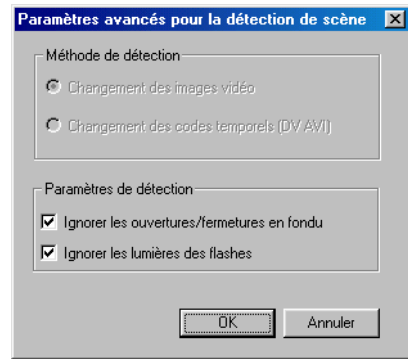 Paramètres avancés pour la détection de scène
Méthode de détection
Changement des images vidéo
Changement des codes temporels (DV AVI)
Paramètres de détection
Ignorer les ouvertures/fermetures en fondu
Ignorer les lumières des flashes
OK
Annuler